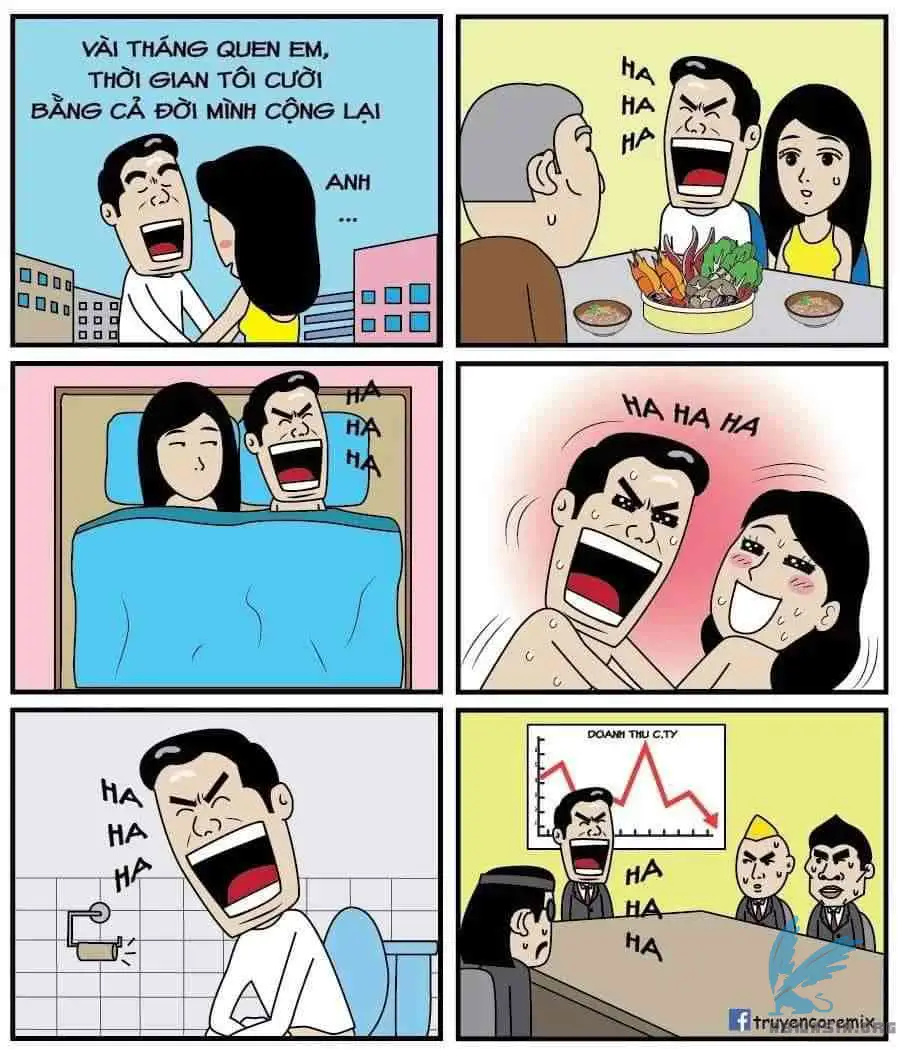 VÀI THÁNG QUEN EM,
THỜI GIAN TÔI CƯỜI
BẰNG CẢ ĐỜI MÌNH CỘNG LẠI
ANH
...
HA
HA
HA
HA
HA
HA
HA HA HA
HA
HA
HA
DOANH THU C.TY
HA
HA
HA
truyencoremix